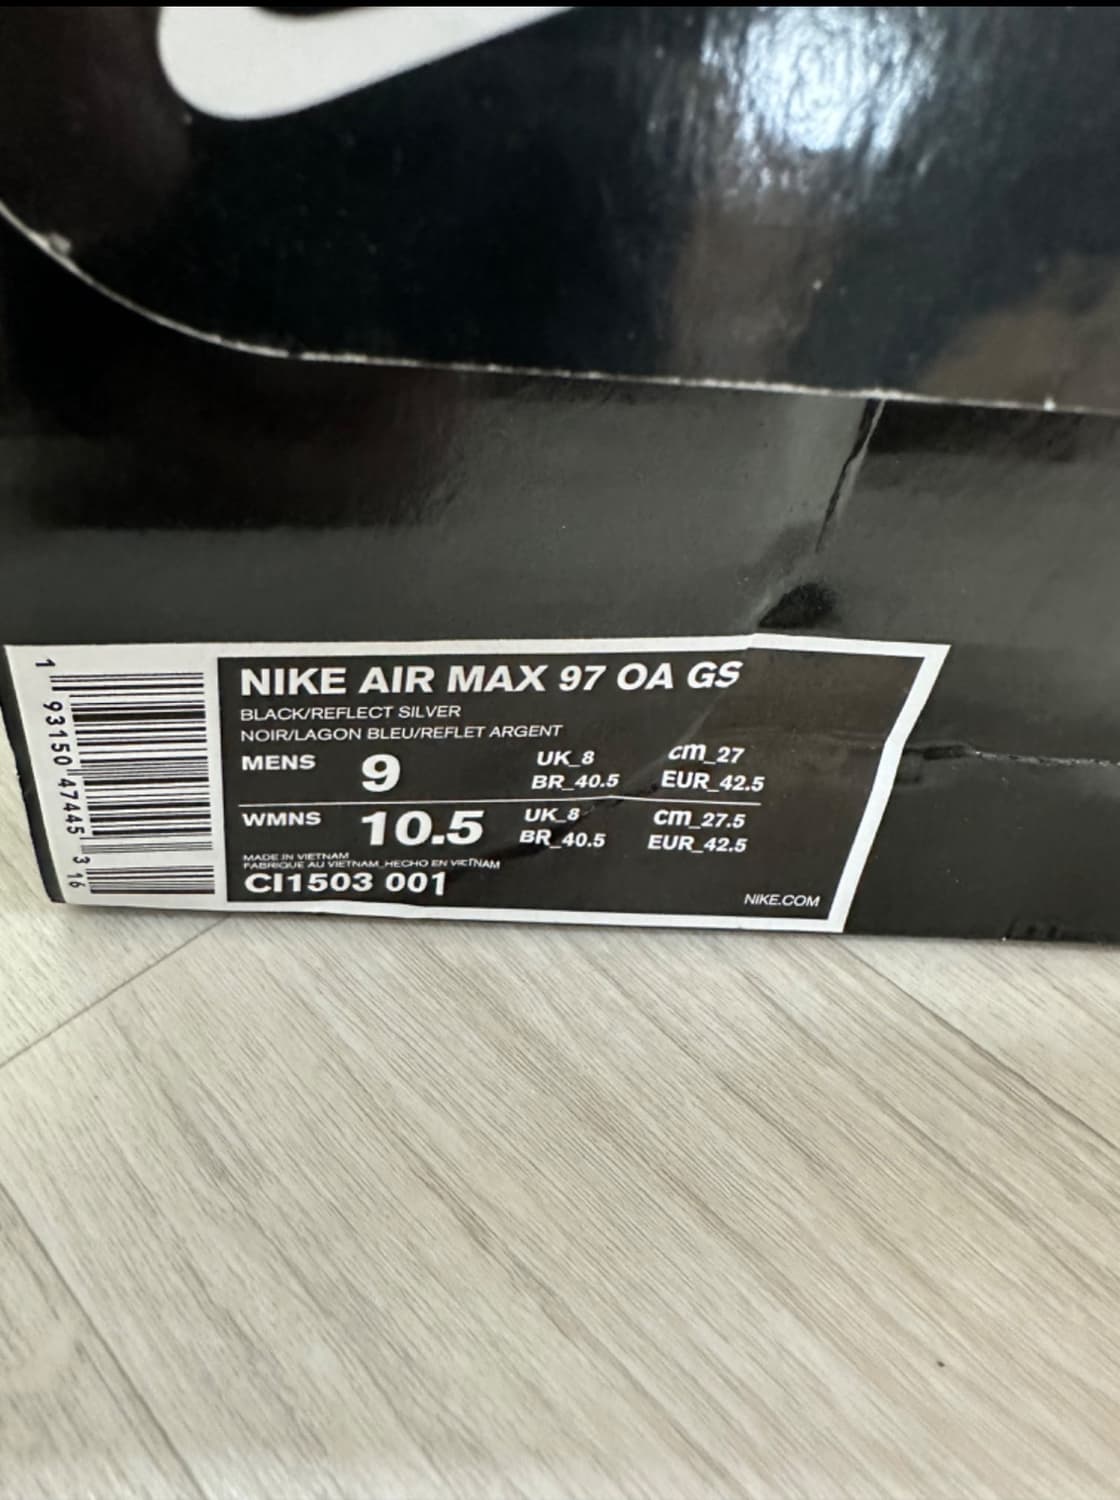 NIKE AIR MAX 97 OA GS
BLACK/REFLECT SILVER
NOIR/LAGON BLEU/REFLET ARGENT
MENS 9 UK_8 cm_27
BR_40.5 EUR_42.5
WMNS 10.5 UK_8 cm_27.5
BR_40.5 EUR_42.5
MADE IN VIETNAM
FABRIQUE AU VIETNAM_HECHO EN VIETNAM
CI1503 001
NIKE.COM
1 93150 47445 3 16